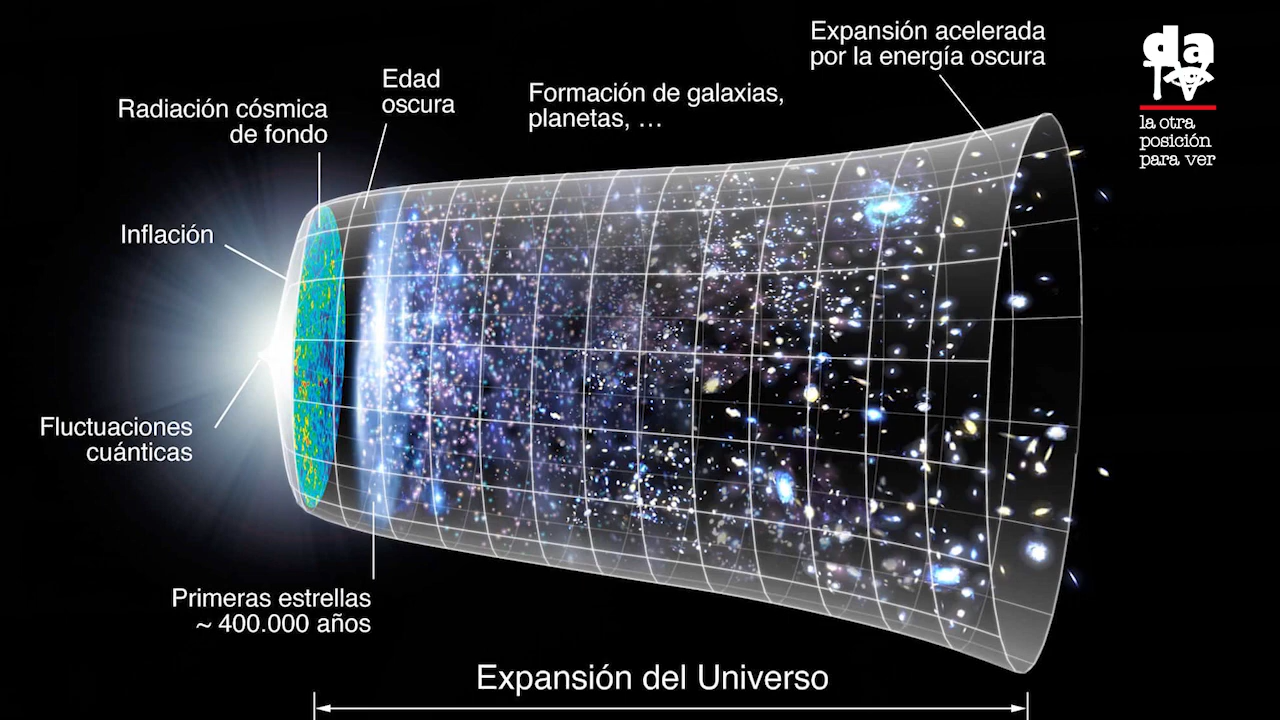 Expansión acelerada
por la energía oscura
Edad
oscura
Formación de galaxias,
planetas, …
Radiación cósmica
de fondo
Inflación
Fluctuaciones
cuánticas
Primeras estrellas
~ 400.000 años
Expansión del Universo
da
TV
la otra
posición
para ver